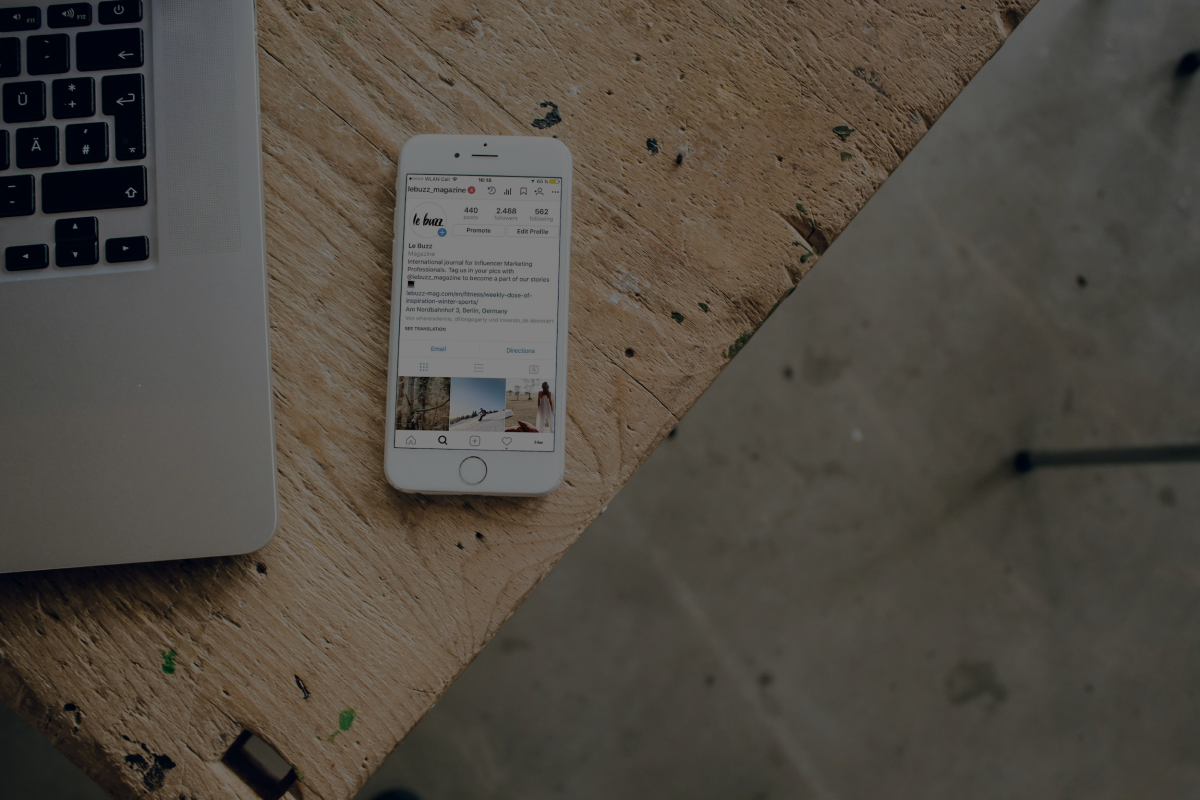 F11
F12
Ü
*
+
Ä
'
#
-
WLAN Call
16:16
lebuzz_magazine
440
2.468
562
posts
followers
following
le buzz
Promote
Edit Profile
Le Buzz
Magazine
International journal for Influencer Marketing
Professionals. Tag us in your pics with
@lebuzz_magazine to become a part of our stories
lebuzz-mag.com/en/fitness/weekly-dose-of-
inspiration-winter-sports/
Am Nordbahnhof 3, Berlin, Germany
SEE TRANSLATION
Email
Directions